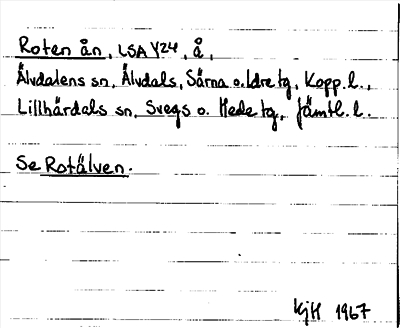 Roten ån, LSA Y24, å,
Älvdalens sn, Älvdals, Särna o. Idre tg, Kopp. l.,
Lillhärdals sn, Svegs o. Hede tg, Jämtl. l.
Se Rotälven.
KjH 1967